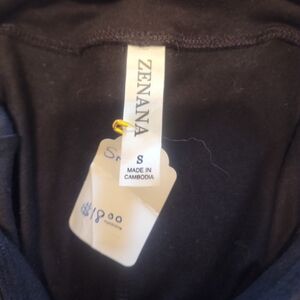 ZENANA
S
MADE IN
CAMBODIA
$18.00